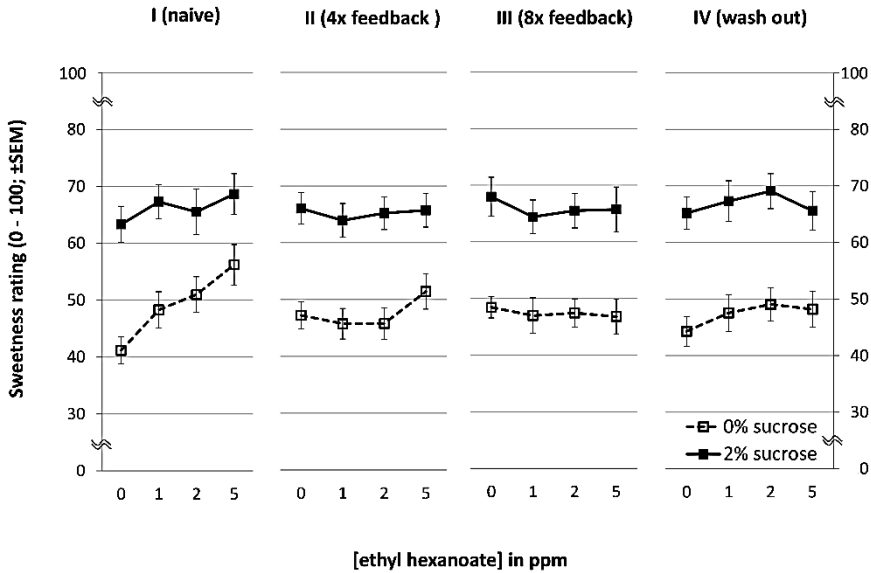 I (naive)
II (4x feedback )
III (8x feedback)
IV (wash out)
Sweetness rating (0 - 100; ±SEM)
100
80
70
60
50
40
30
0
100
80
70
60
50
40
30
0
0% sucrose
2% sucrose
0 1 2 5
0 1 2 5
0 1 2 5
0 1 2 5
[ethyl hexanoate] in ppm